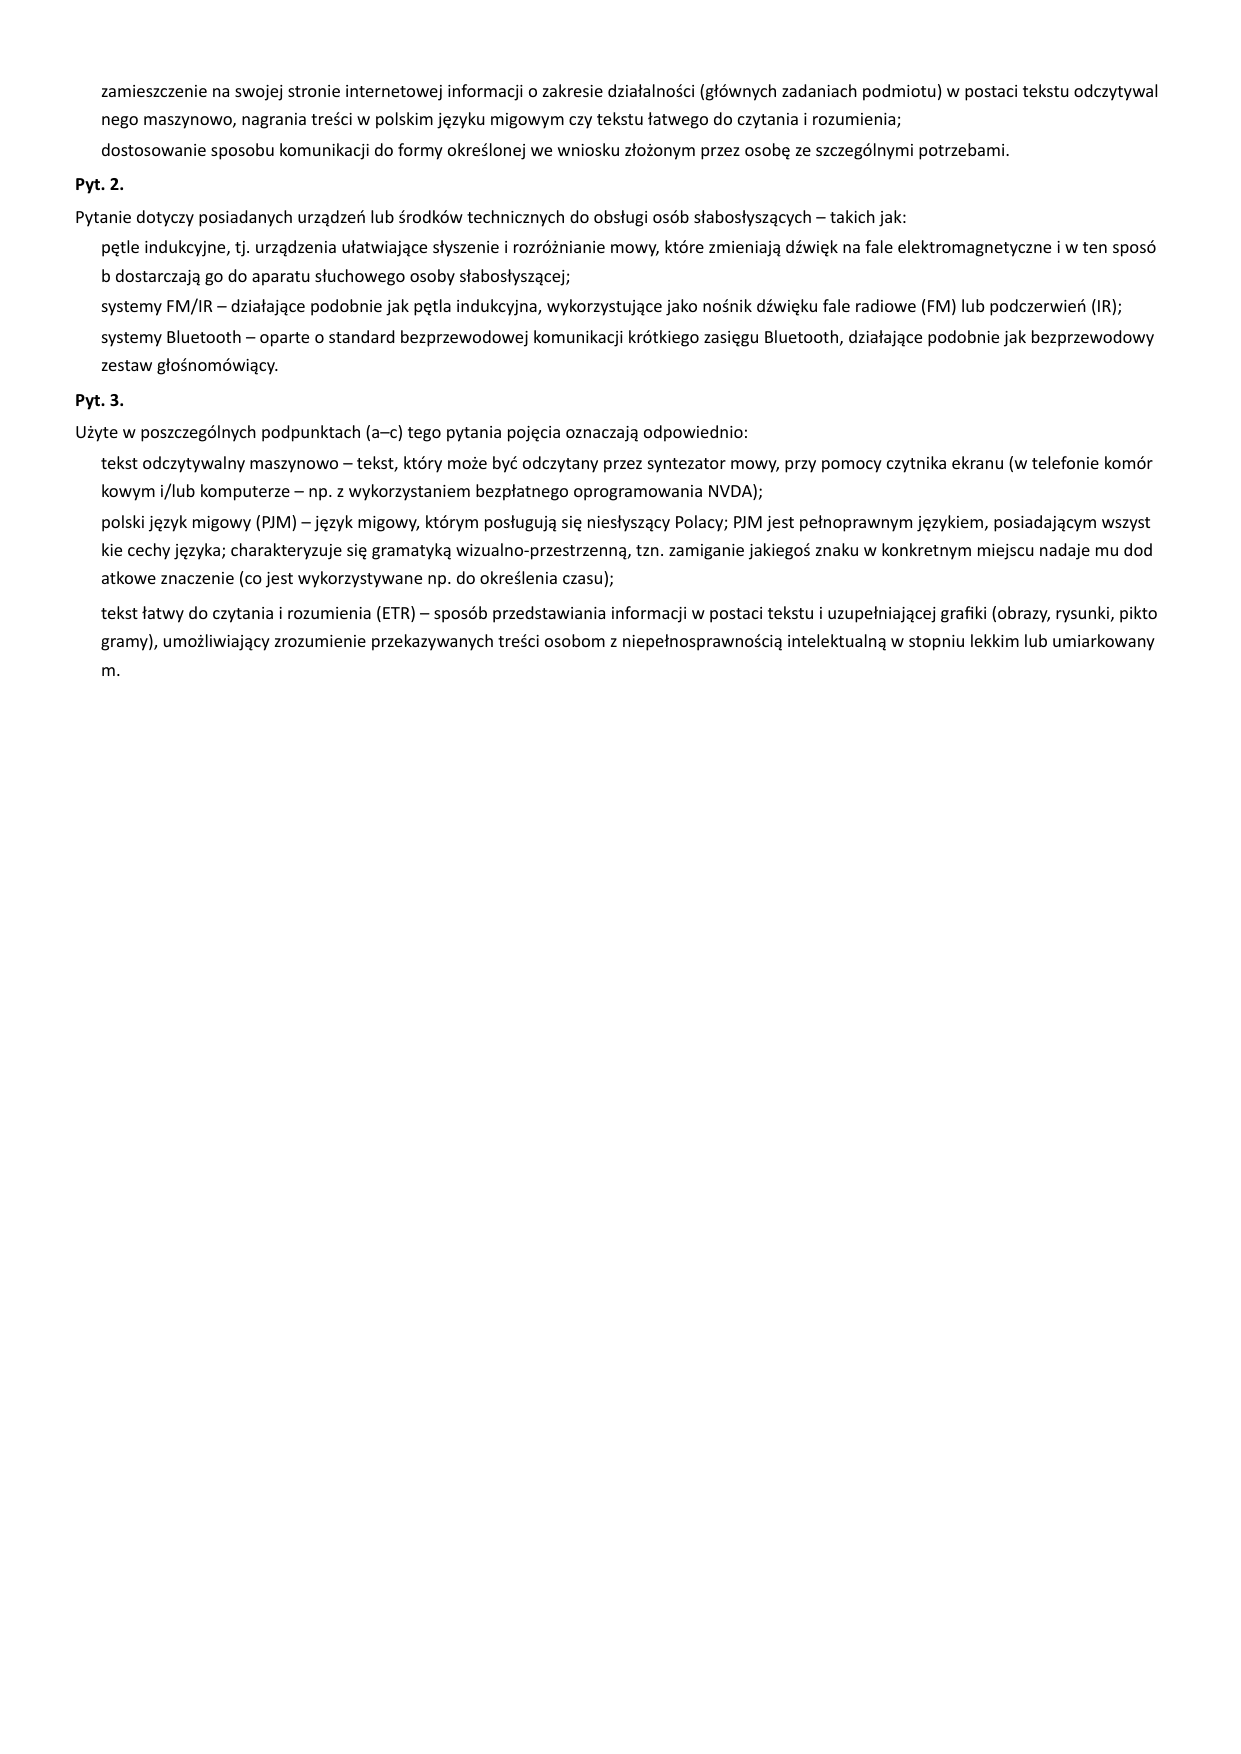 zamieszczenie na swojej stronie internetowej informacji o zakresie działalności (głównych zadaniach podmiotu) w postaci tekstu odczytywal
nego maszynowo, nagrania treści w polskim języku migowym czy tekstu łatwego do czytania i rozumienia;
dostosowanie sposobu komunikacji do formy określonej we wniosku złożonym przez osobę ze szczególnymi potrzebami.
Pyt. 2.
Pytanie dotyczy posiadanych urządzeń lub środków technicznych do obsługi osób słabosłyszących – takich jak:
pętle indukcyjne, tj. urządzenia ułatwiające słyszenie i rozróżnianie mowy, które zmieniają dźwięk na fale elektromagnetyczne i w ten sposó
b dostarczają go do aparatu słuchowego osoby słabosłyszącej;
systemy FM/IR – działające podobnie jak pętla indukcyjna, wykorzystujące jako nośnik dźwięku fale radiowe (FM) lub podczerwień (IR);
systemy Bluetooth – oparte o standard bezprzewodowej komunikacji krótkiego zasięgu Bluetooth, działające podobnie jak bezprzewodowy
zestaw głośnomówiący.
Pyt. 3.
Użyte w poszczególnych podpunktach (a–c) tego pytania pojęcia oznaczają odpowiednio:
tekst odczytywalny maszynowo – tekst, który może być odczytany przez syntezator mowy, przy pomocy czytnika ekranu (w telefonie komór
kowym i/lub komputerze – np. z wykorzystaniem bezpłatnego oprogramowania NVDA);
polski język migowy (PJM) – język migowy, którym posługują się niesłyszący Polacy; PJM jest pełnoprawnym językiem, posiadającym wszyst
kie cechy języka; charakteryzuje się gramatyką wizualno-przestrzenną, tzn. zamiganie jakiegoś znaku w konkretnym miejscu nadaje mu dod
atkowe znaczenie (co jest wykorzystywane np. do określenia czasu);
tekst łatwy do czytania i rozumienia (ETR) – sposób przedstawiania informacji w postaci tekstu i uzupełniającej grafiki (obrazy, rysunki, pikto
gramy), umożliwiający zrozumienie przekazywanych treści osobom z niepełnosprawnością intelektualną w stopniu lekkim lub umiarkowany
m.